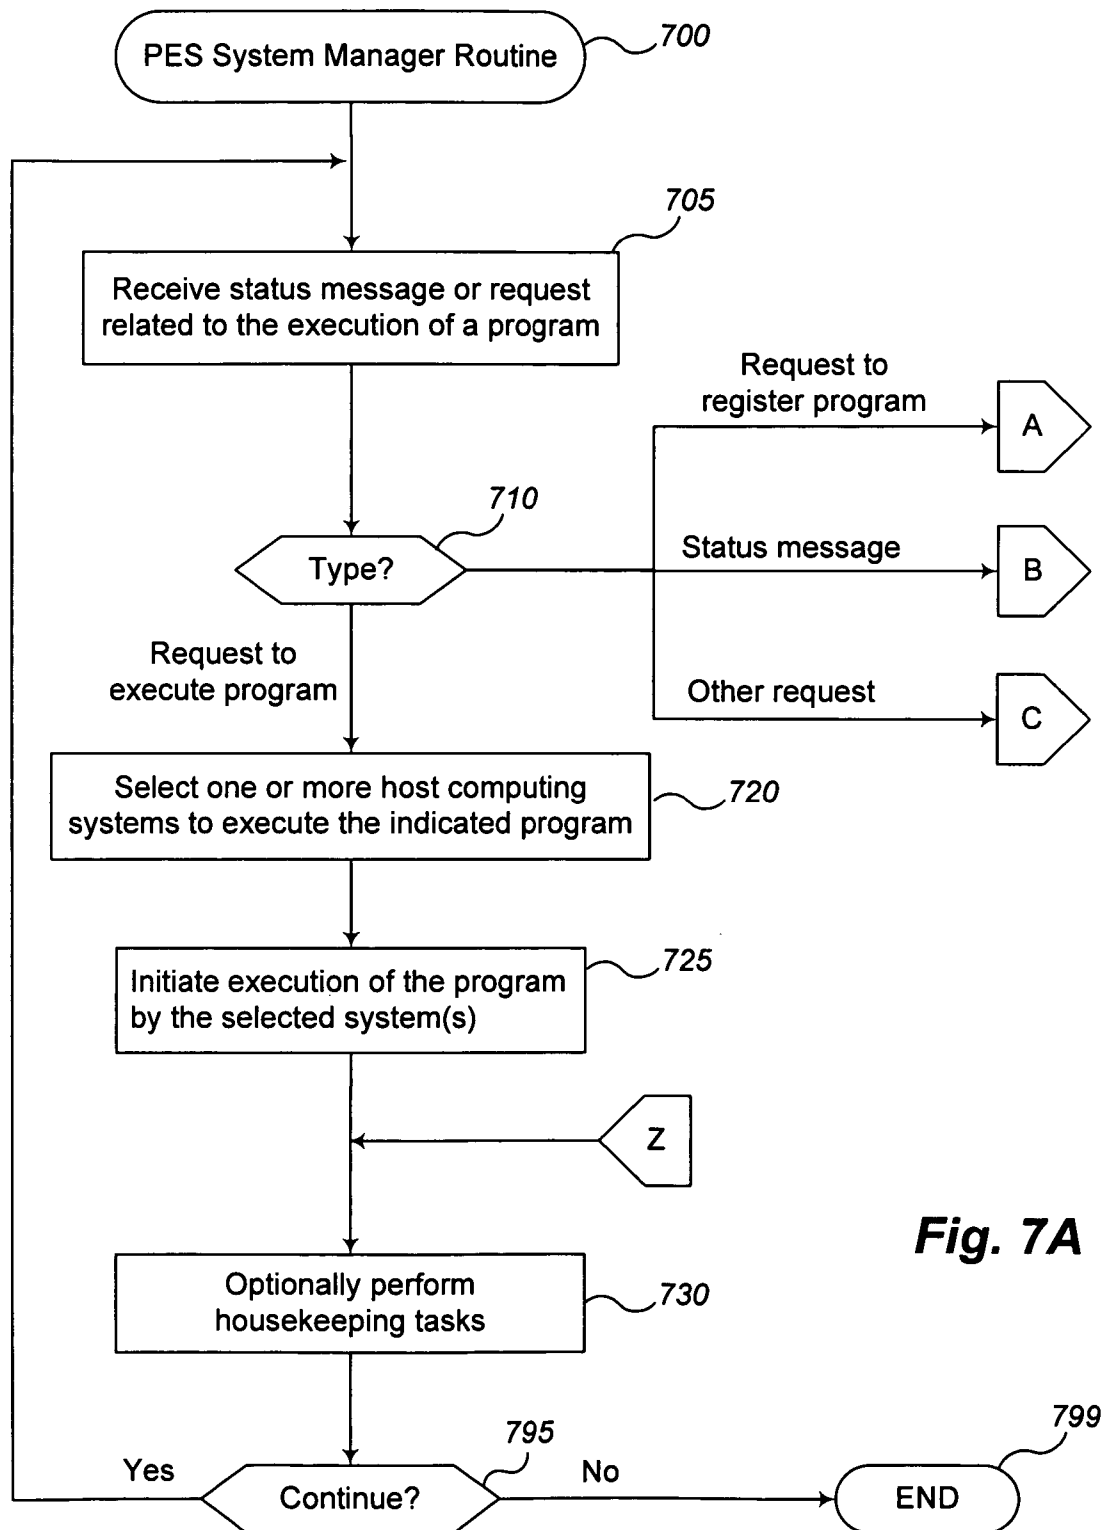 PES System Manager Routine
700
705
Receive status message or request
related to the execution of a program
Request to
register program
A
710
Type?
Status message
B
Request to
execute program
Other request
C
Select one or more host computing
systems to execute the indicated program
720
Initiate execution of the program
by the selected system(s)
725
Z
Fig. 7A
Optionally perform
housekeeping tasks
730
795
799
Yes
Continue?
No
END